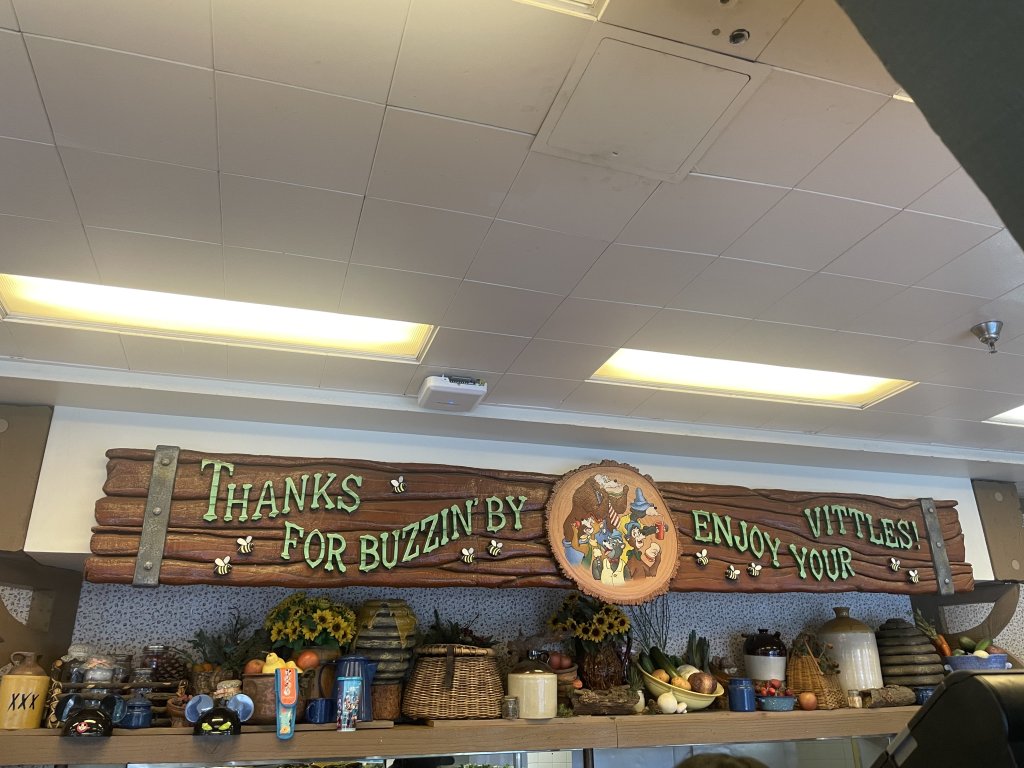 THANKS
FOR BUZZIN' BY
ENJOY YOUR
VITTLES!
XXX